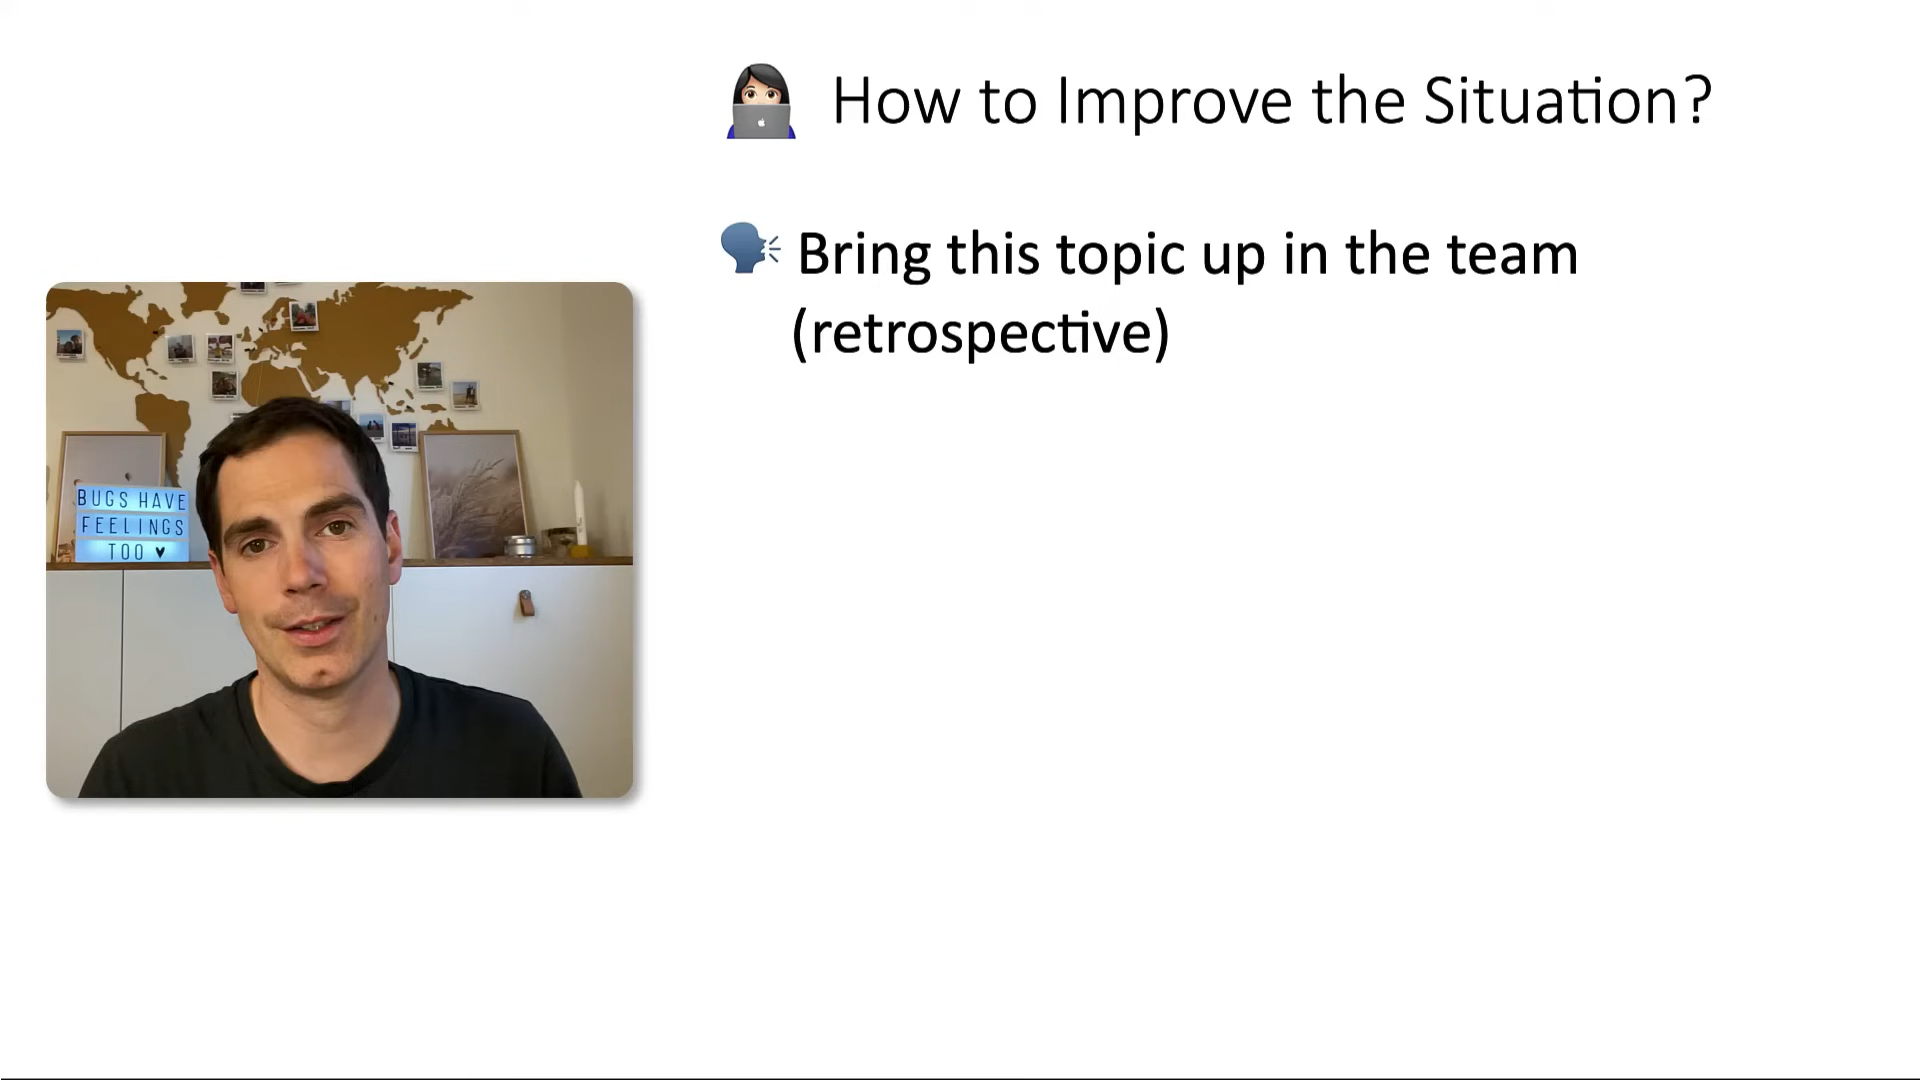 How to Improve the Situation?
Bring this topic up in the team
(retrospective)
BUGS HAVE
FEELINGS
TOO ♥